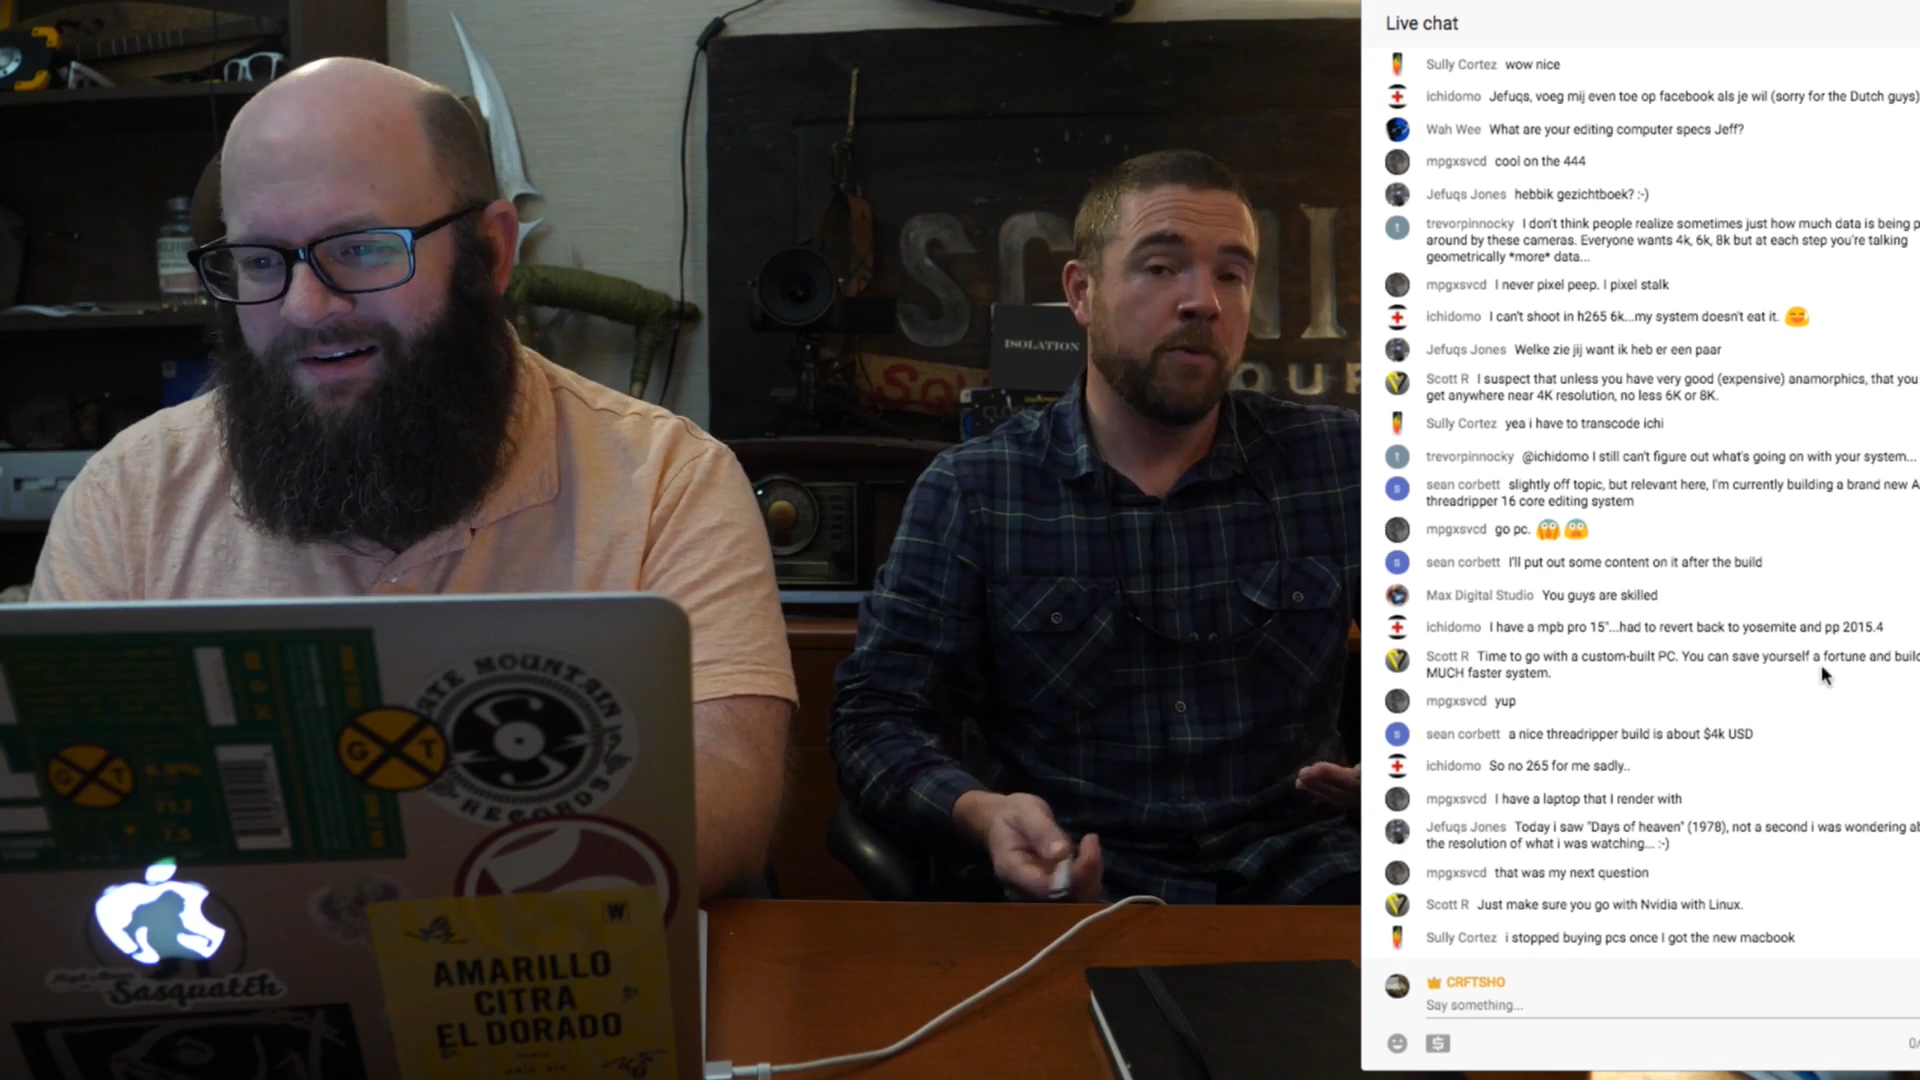 Live chat
Sully Cortez wow nice
ichidomo Jefuqs, voeg mij even toe op facebook als je wil (sorry for the Dutch guys)
Wah Wee What are your editing computer specs Jeff?
mpgxsvcd cool on the 444
Jefuqs Jones hebbik gezichtboek? :-)
trevorpinnocky I don't think people realize sometimes just how much data is being p
around by these cameras. Everyone wants 4k, 6k, 8k but at each step you're talking
geometrically *more* data...
mpgxsvcd I never pixel peep. I pixel stalk
ichidomo I can't shoot in h265 6k...my system doesn't eat it.
Jefuqs Jones Welke zie jij want ik heb er een paar
Scott R I suspect that unless you have very good (expensive) anamorphics, that you
get anywhere near 4K resolution, no less 6K or 8K.
Sully Cortez yea i have to transcode ichi
trevorpinnocky @ichidomo I still can't figure out what's going on with your system...
sean corbett slightly off topic, but relevant here, I'm currently building a brand new A
threadripper 16 core editing system
mpgxsvcd go pc.
sean corbett I'll put out some content on it after the build
Max Digital Studio You guys are skilled
ichidomo I have a mpb pro 15"...had to revert back to yosemite and pp 2015.4
Scott R Time to go with a custom-built PC. You can save yourself a fortune and build
MUCH faster system.
mpgxsvcd yup
sean corbett a nice threadripper build is about $4k USD
ichidomo So no 265 for me sadly..
mpgxsvcd I have a laptop that I render with
Jefuqs Jones Today i saw "Days of heaven" (1978), not a second i was wondering ab
the resolution of what i was watching... :-)
mpgxsvcd that was my next question
Scott R Just make sure you go with Nvidia with Linux.
Sully Cortez i stopped buying pcs once I got the new macbook
CRFTSHO
Say something...
0/
ISOLATION
MOUNTAIN
RECORDS
G T
G T
Sasquatch
W
AMARILLO
CITRA
EL DORADO